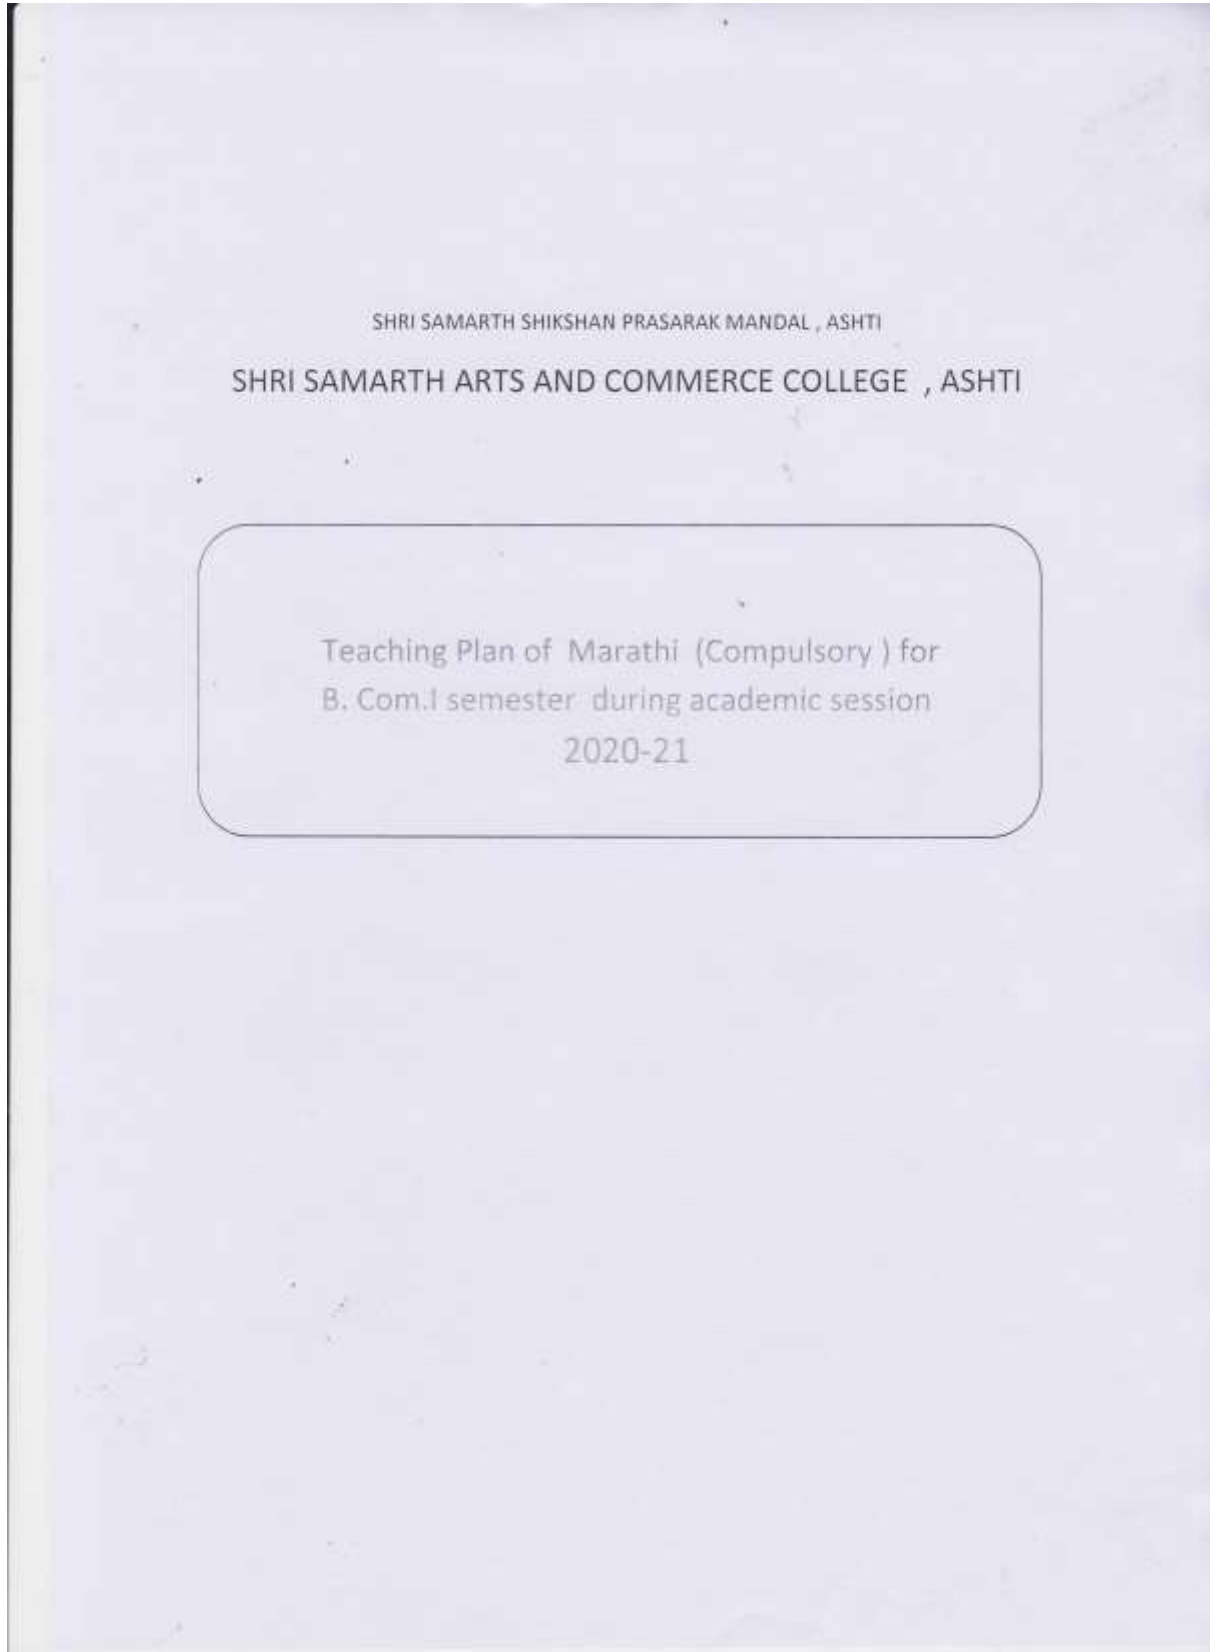 SHRI SAMARTH SHIKSHAN PRASARAK MANDAL , ASHTI
SHRI SAMARTH ARTS AND COMMERCE COLLEGE , ASHTI
Teaching Plan of Marathi (Compulsory ) for
B. Com.I semester during academic session
2020-21